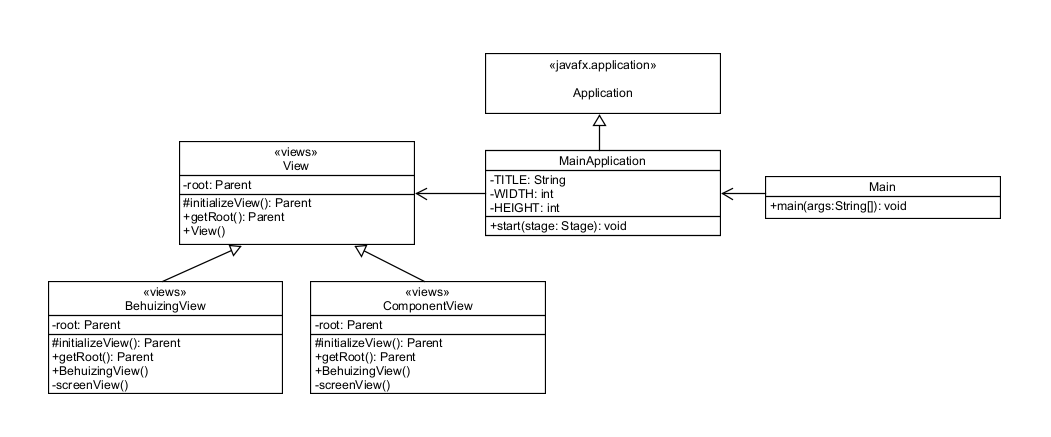 «javafx.application»
Application
«views»
View
-root: Parent
#initializeView(): Parent
+getRoot(): Parent
+View()
MainApplication
-TITLE: String
-WIDTH: int
-HEIGHT: int
+start(stage: Stage): void
Main
+main(args:String[]): void
«views»
BehuizingView
-root: Parent
#initializeView(): Parent
+getRoot(): Parent
+BehuizingView()
-screenView()
«views»
ComponentView
-root: Parent
#initializeView(): Parent
+getRoot(): Parent
+BehuizingView()
-screenView()